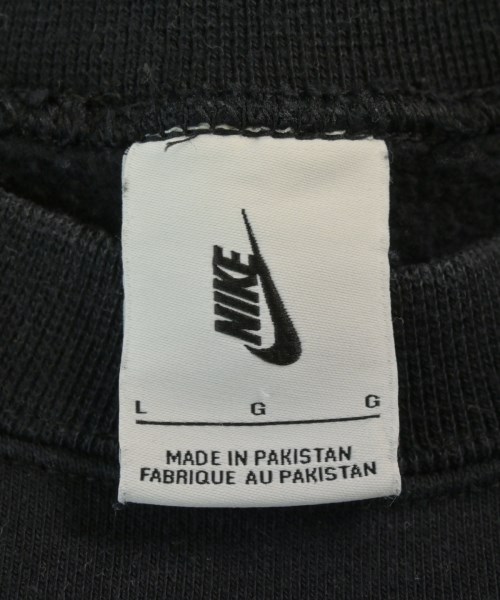 NIKE
L G G
MADE IN PAKISTAN
FABRIQUE AU PAKISTAN